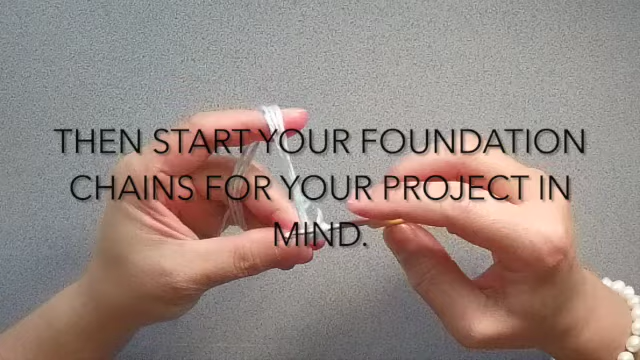 THEN START YOUR FOUNDATION
CHAINS FOR YOUR PROJECT IN
MIND.